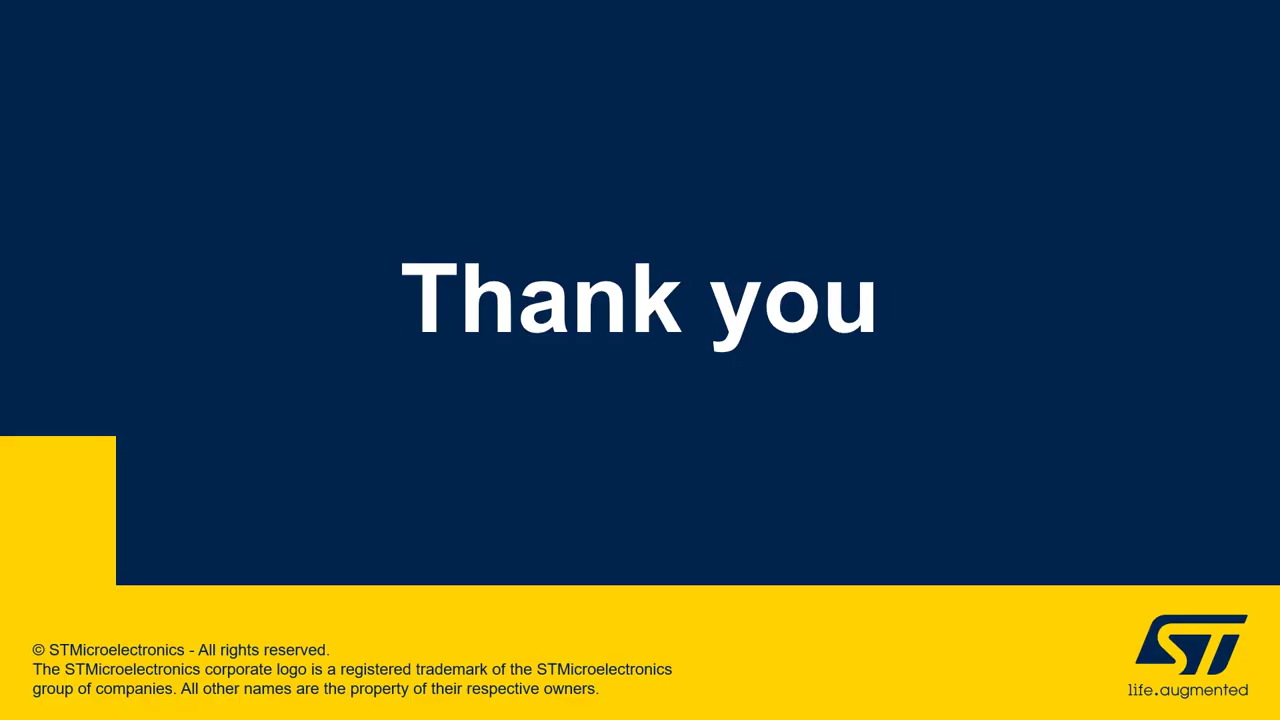 Thank you
© STMicroelectronics - All rights reserved.
The STMicroelectronics corporate logo is a registered trademark of the STMicroelectronics
group of companies. All other names are the property of their respective owners.
ST
life.augmented